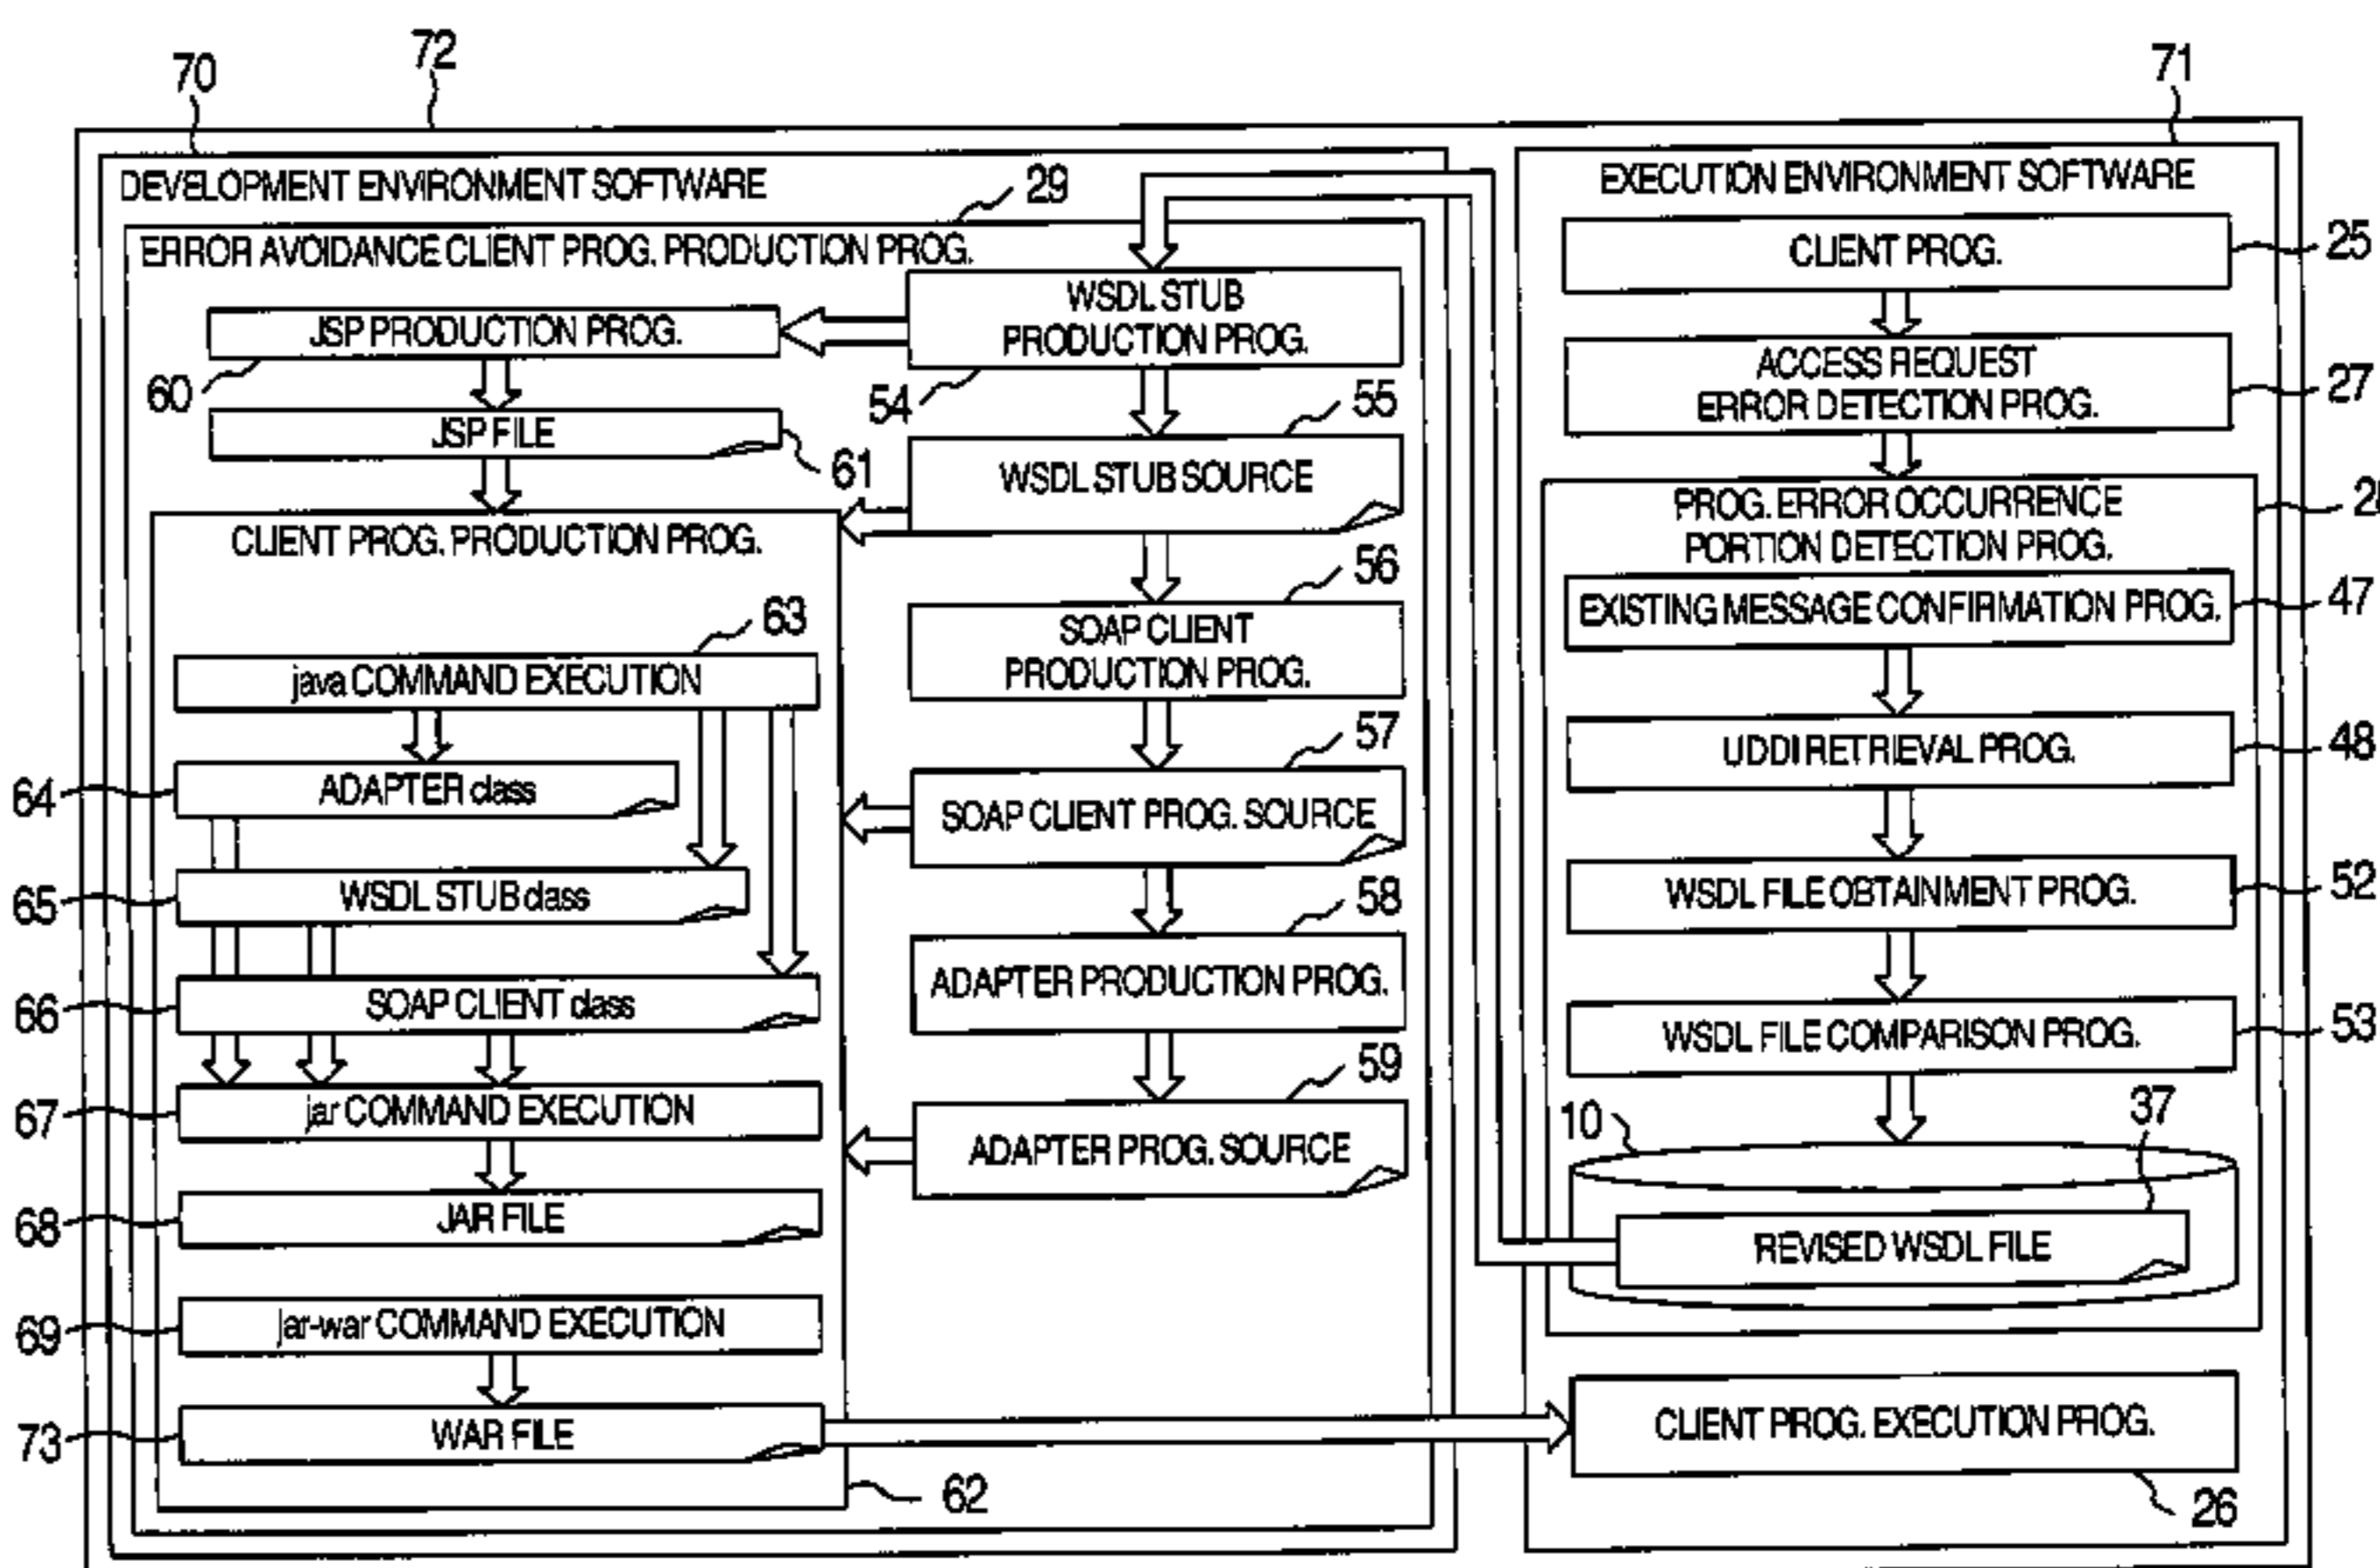 70
72
71
DEVELOPMENT ENVIRONMENT SOFTWARE
29
ERROR AVOIDANCE CLIENT PROG. PRODUCTION PROG.
JSP PRODUCTION PROG.
60
JSP FILE
61
WSDL STUB
PRODUCTION PROG.
54
55
WSDL STUB SOURCE
56
SOAP CLIENT
PRODUCTION PROG.
57
SOAP CLIENT PROG. SOURCE
58
ADAPTER PRODUCTION PROG.
59
ADAPTER PROG. SOURCE
CLIENT PROG. PRODUCTION PROG.
63
java COMMAND EXECUTION
64
ADAPTER class
65
WSDL STUB class
66
SOAP CLIENT class
67
jar COMMAND EXECUTION
68
JAR FILE
69
jar-war COMMAND EXECUTION
73
WAR FILE
62
EXECUTION ENVIRONMENT SOFTWARE
CLIENT PROG.
25
ACCESS REQUEST
ERROR DETECTION PROG.
27
PROG. ERROR OCCURRENCE
PORTION DETECTION PROG.
EXISTING MESSAGE CONFIRMATION PROG.
47
UDDI RETRIEVAL PROG.
48
WSDL FILE OBTAINMENT PROG.
52
WSDL FILE COMPARISON PROG.
53
10
37
REVISED WSDL FILE
CLIENT PROG. EXECUTION PROG.
26